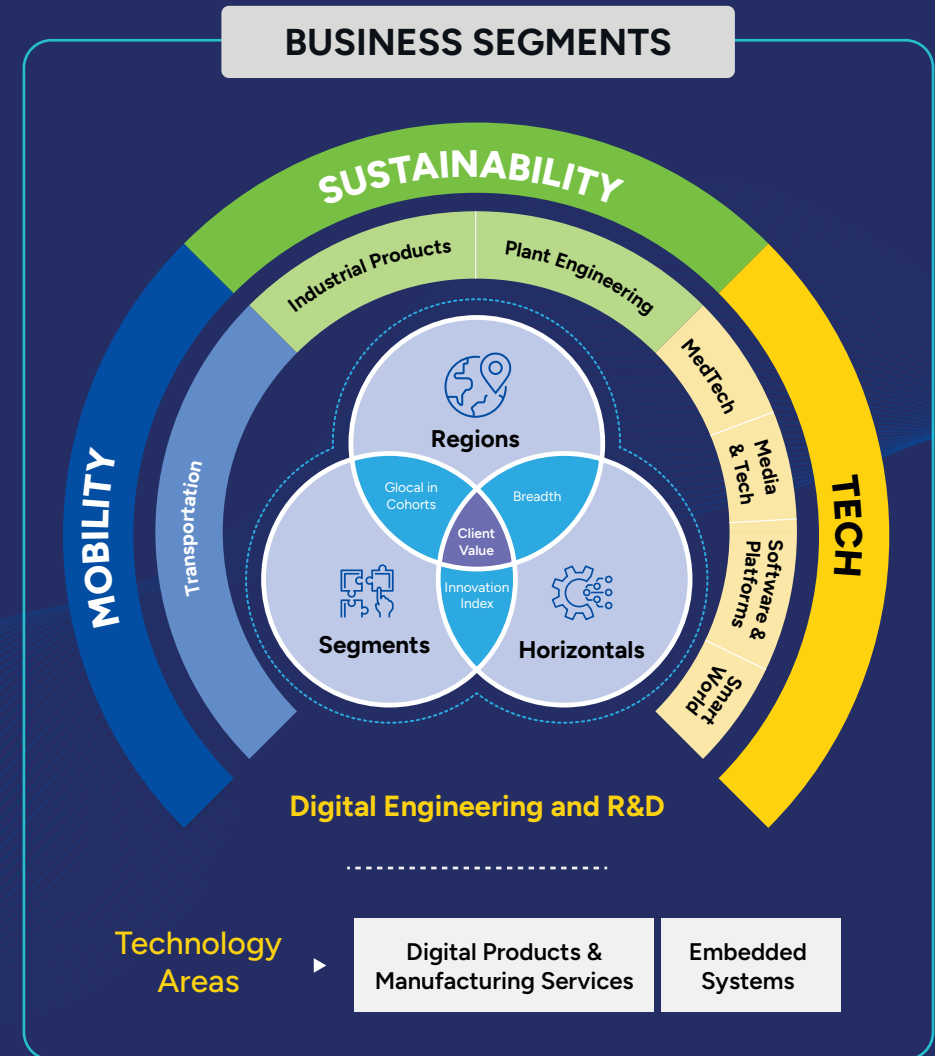 BUSINESS SEGMENTS
SUSTAINABILITY
Industrial Products
Plant Engineering
MOBILITY
Transportation
MedTech
Media
& Tech
Software &
Platforms
Smart
World
TECH
Regions
Glocal in
Cohorts
Breadth
Client
Value
Innovation
Index
Segments
Horizontals
Digital Engineering and R&D
Technology
Areas
Digital Products &
Manufacturing Services
Embedded
Systems